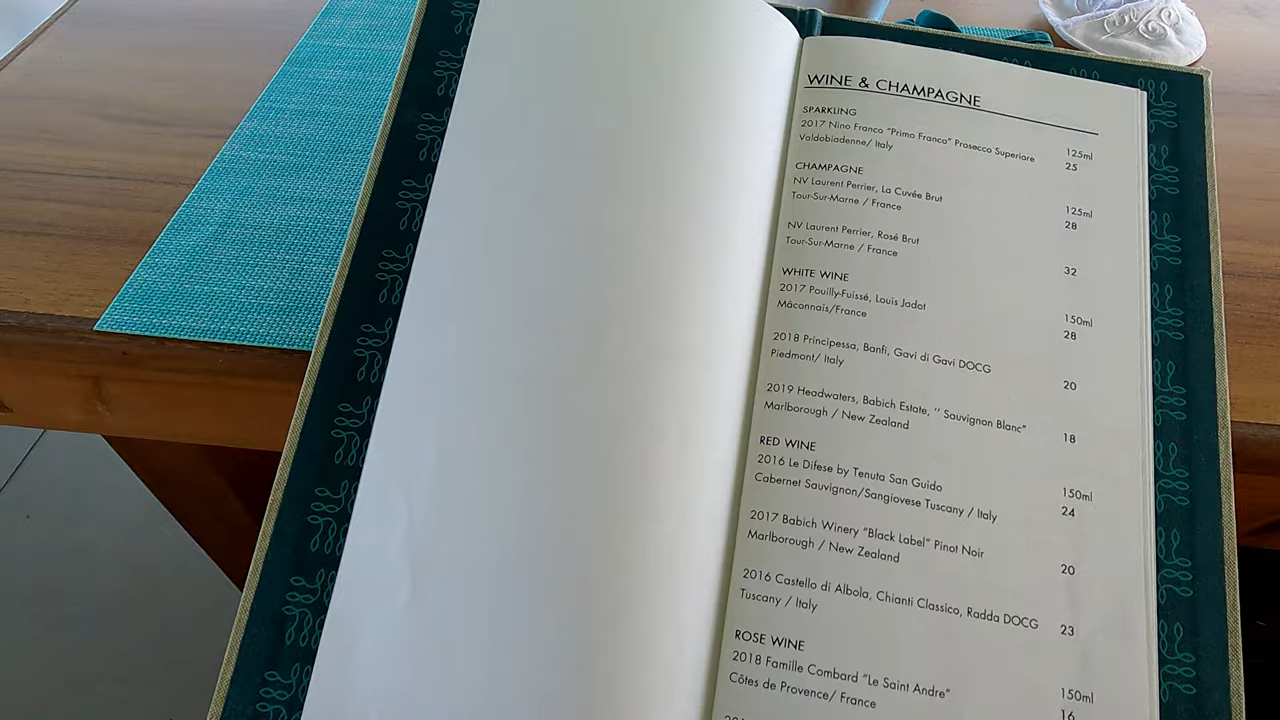 WINE & CHAMPAGNE
SPARKLING
2017 Nino Franco "Primo Franco" Prosecco Superiore 125ml
Valdobiadenne/ Italy 25
CHAMPAGNE
NV Laurent Perrier, La Cuvée Brut 125ml
Tour-Sur-Marne / France 28
NV Laurent Perrier, Rosé Brut
Tour-Sur-Marne / France 32
WHITE WINE
2017 Pouilly-Fuissé, Louis Jadot 150ml
Mâconnais/France 28
2018 Principessa, Banfi, Gavi di Gavi DOCG
Piedmont/ Italy 20
2019 Headwaters, Babich Estate, '' Sauvignon Blanc"
Marlborough / New Zealand 18
RED WINE
2016 Le Difese by Tenuta San Guido 150ml
Cabernet Sauvignon/Sangiovese Tuscany / Italy 24
2017 Babich Winery "Black Label" Pinot Noir
Marlborough / New Zealand 20
2016 Castello di Albola, Chianti Classico, Radda DOCG
Tuscany / Italy 23
ROSE WINE
2018 Famille Combard "Le Saint Andre" 150ml
Côtes de Provence/ France 16